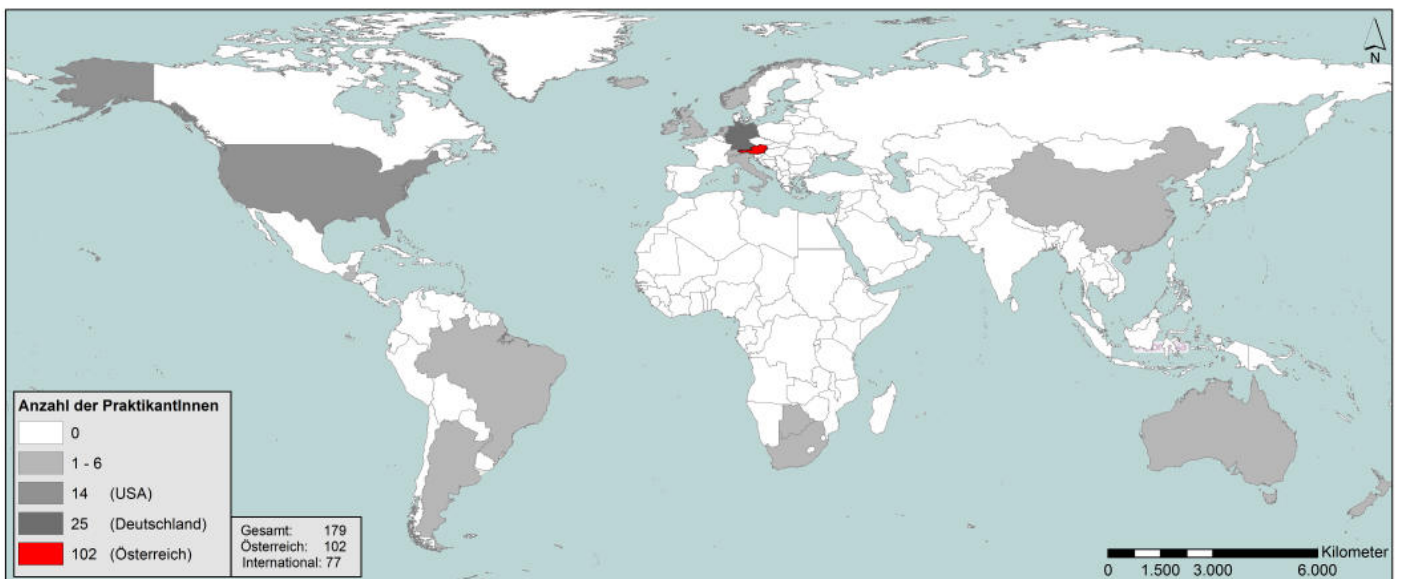 N
Anzahl der PraktikantInnen
0
1 - 6
14 (USA)
25 (Deutschland)
102 (Österreich)
Gesamt: 179
Österreich: 102
International: 77
Kilometer
0 1.500 3.000 6.000